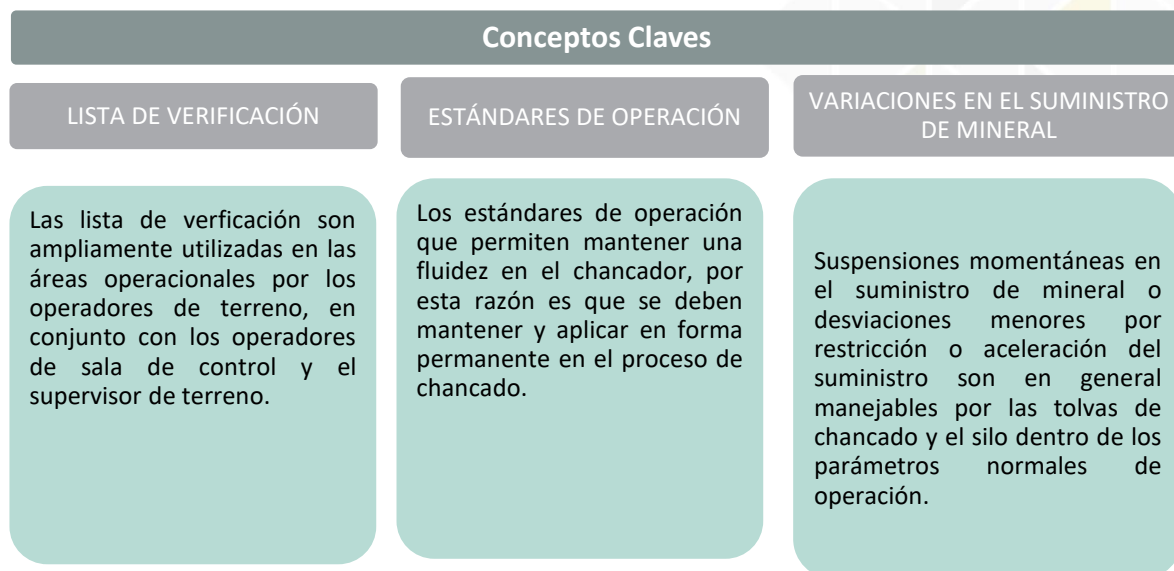 Conceptos Claves
LISTA DE VERIFICACIÓN
Las lista de verficación son
ampliamente utilizadas en las
áreas operacionales por los
operadores de terreno, en
conjunto con los operadores
de sala de control y el
supervisor de terreno.
ESTÁNDARES DE OPERACIÓN
Los estándares de operación
que permiten mantener una
fluidez en el chancador, por
esta razón es que se deben
mantener y aplicar en forma
permanente en el proceso de
chancado.
VARIACIONES EN EL SUMINISTRO
DE MINERAL
Suspensiones momentáneas en
el suministro de mineral o
desviaciones menores por
restricción o aceleración del
suministro son en general
manejables por las tolvas de
chancado y el silo dentro de los
parámetros normales de
operación.